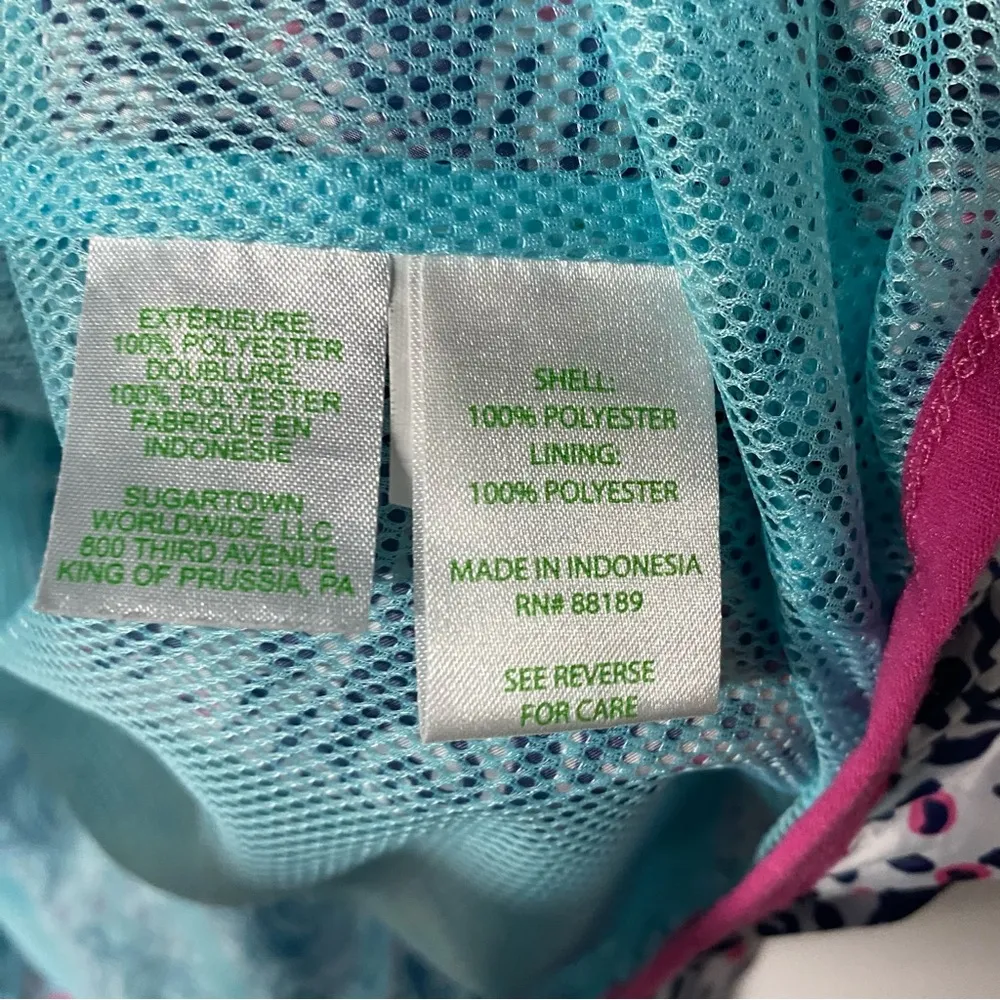 EXTÉRIEURE:
100% POLYESTER
DOUBLURE
100% POLYESTER
FABRIQUE EN
INDONESIE
SUGARTOWN
WORLDWIDE, LLC
800 THIRD AVENUE
KING OF PRUSSIA, PA
SHELL:
100% POLYESTER
LINING:
100% POLYESTER
MADE IN INDONESIA
RN# 88189
SEE REVERSE
FOR CARE